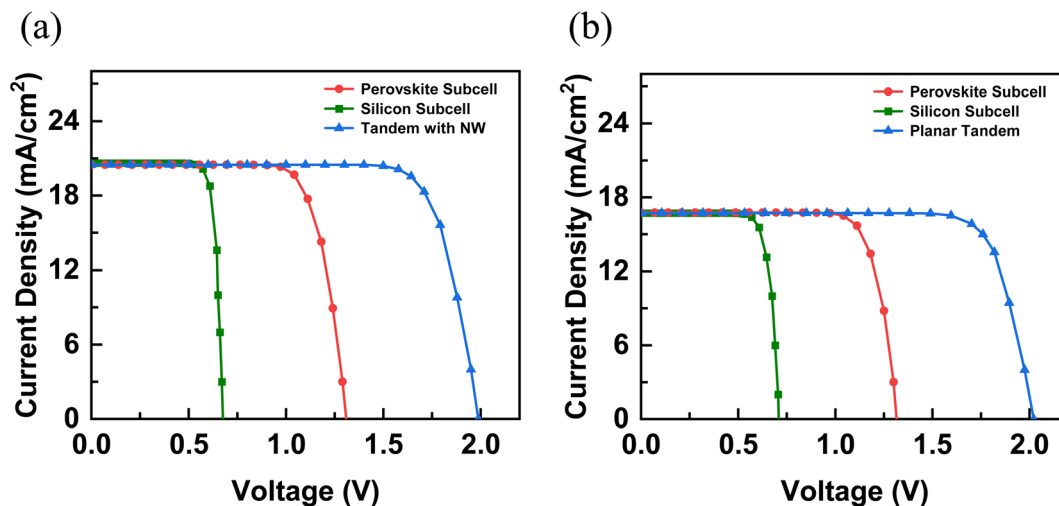 (a)
Perovskite Subcell
Silicon Subcell
Tandem with NW
Current Density (mA/cm²)
24
18
12
6
0
0.0 0.5 1.0 1.5 2.0
Voltage (V)
(b)
Perovskite Subcell
Silicon Subcell
Planar Tandem
Current Density (mA/cm²)
24
18
12
6
0
0.0 0.5 1.0 1.5 2.0
Voltage (V)